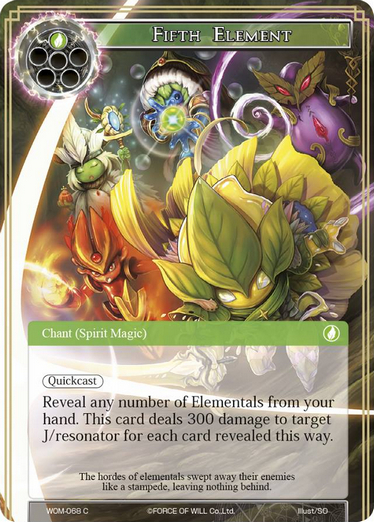 Fifth Element
Chant (Spirit Magic)
Quickcast
Reveal any number of Elementals from your
hand. This card deals 300 damage to target
J/resonator for each card revealed this way.
The hordes of elementals swept away their enemies
like a stampede, leaving nothing behind.
WOM-068 C ©FORCE OF WILL Co.,Ltd. Illust/SG